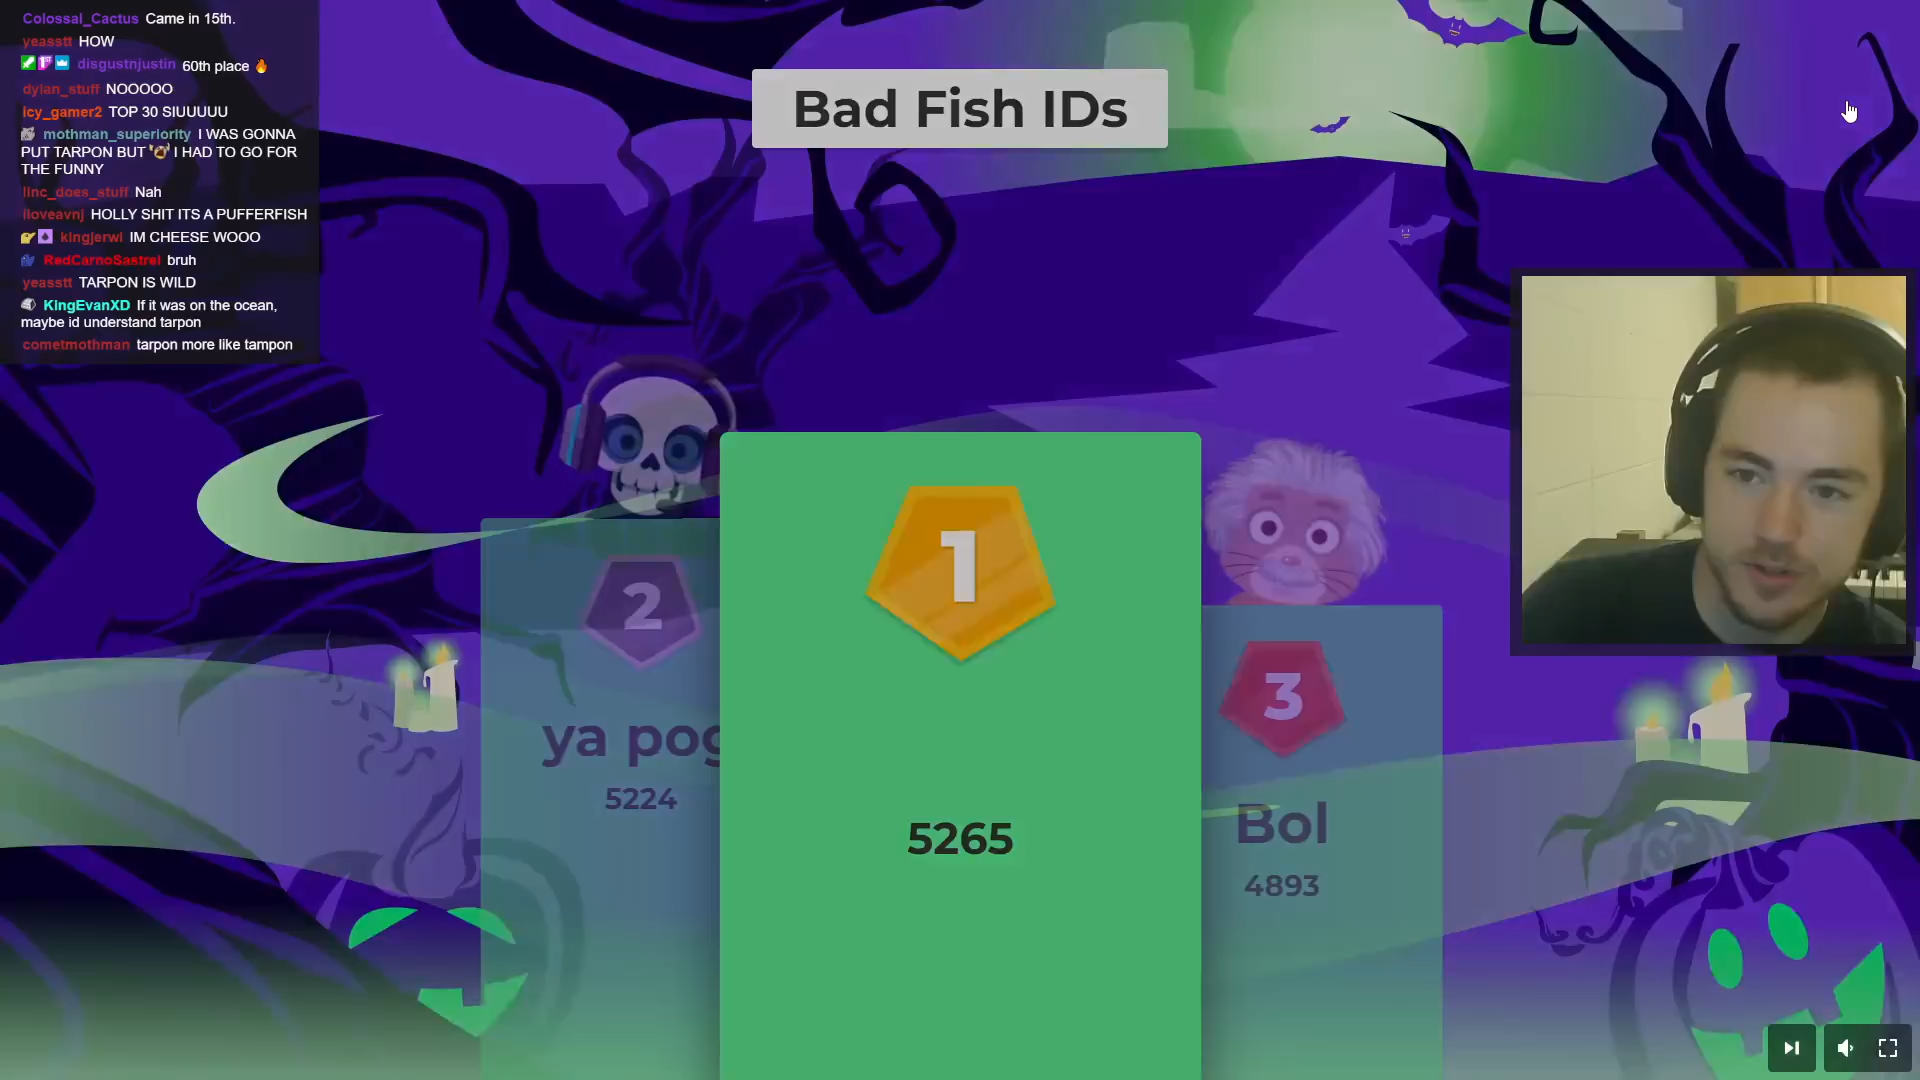 Colossal_Cactus Came in 15th.
yeasstt HOW
disgustnjustin 60th place 🔥
dylan_stuff NOOOOO
icy_gamer2 TOP 30 SIUUUUU
mothman_superiority I WAS GONNA
PUT TARPON BUT I HAD TO GO FOR
THE FUNNY
linc_does_stuff Nah
iloveavnj HOLLY SHIT ITS A PUFFERFISH
kingjerwi IM CHEESE WOOO
RedCarnoSastrel bruh
yeasstt TARPON IS WILD
KingEvanXD If it was on the ocean,
maybe id understand tarpon
cometmothman tarpon more like tampon
Bad Fish IDs
1
5265
2
ya pog
5224
3
Bol
4893